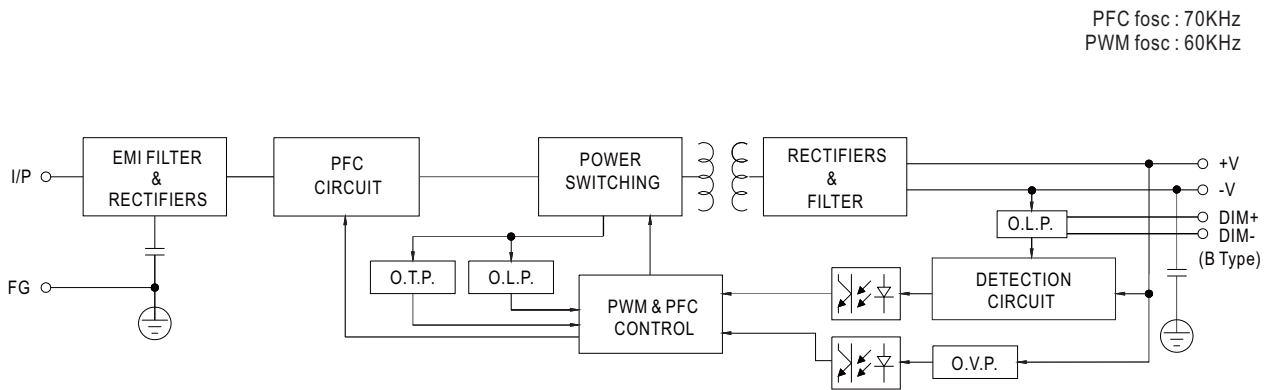 PFC fosc : 70KHz
PWM fosc : 60KHz
I/P
EMI FILTER
&
RECTIFIERS
PFC
CIRCUIT
POWER
SWITCHING
RECTIFIERS
&
FILTER
+V
-V
DIM+
DIM-
(B Type)
O.L.P.
FG
O.T.P.
O.L.P.
PWM & PFC
CONTROL
DETECTION
CIRCUIT
O.V.P.